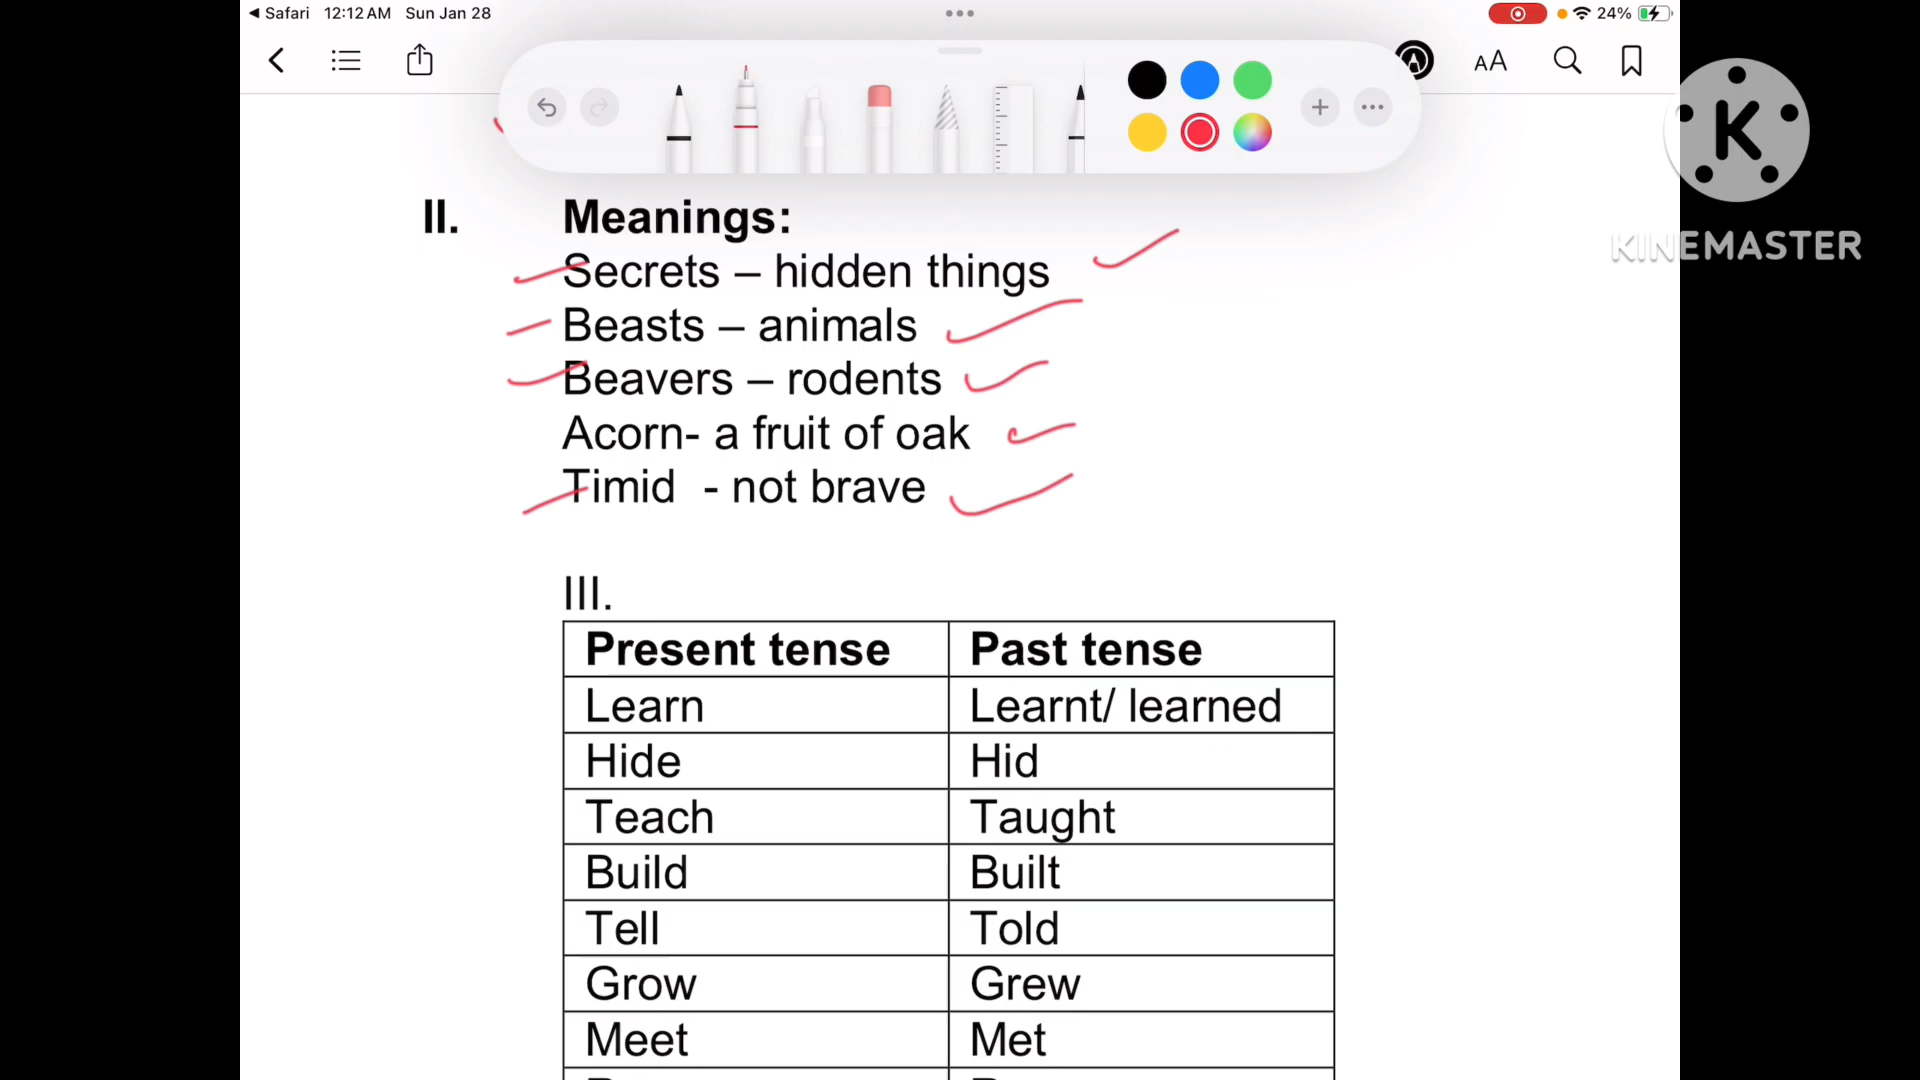 Safari 12:12 AM Sun Jan 28 24%
AA
K
KINEMASTER
II. Meanings:
Secrets – hidden things
Beasts – animals
Beavers – rodents
Acorn- a fruit of oak
Timid - not brave
III.
Present tense Past tense
Learn Learnt/ learned
Hide Hid
Teach Taught
Build Built
Tell Told
Grow Grew
Meet Met